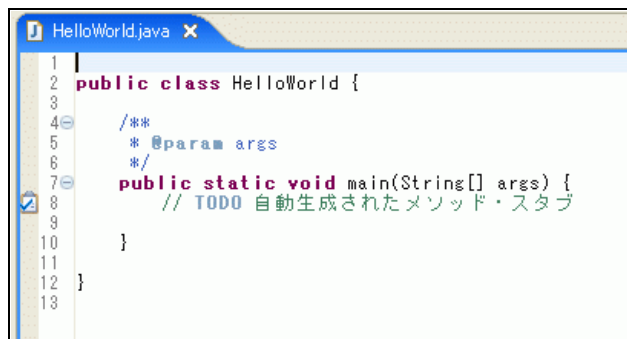 HelloWorld.java
1
2 public class HelloWorld {
3
4 /**
5 * @param args
6 */
7 public static void main(String[] args) {
8 // TODO 自動生成されたメソッド・スタブ
9
10 }
11
12 }
13